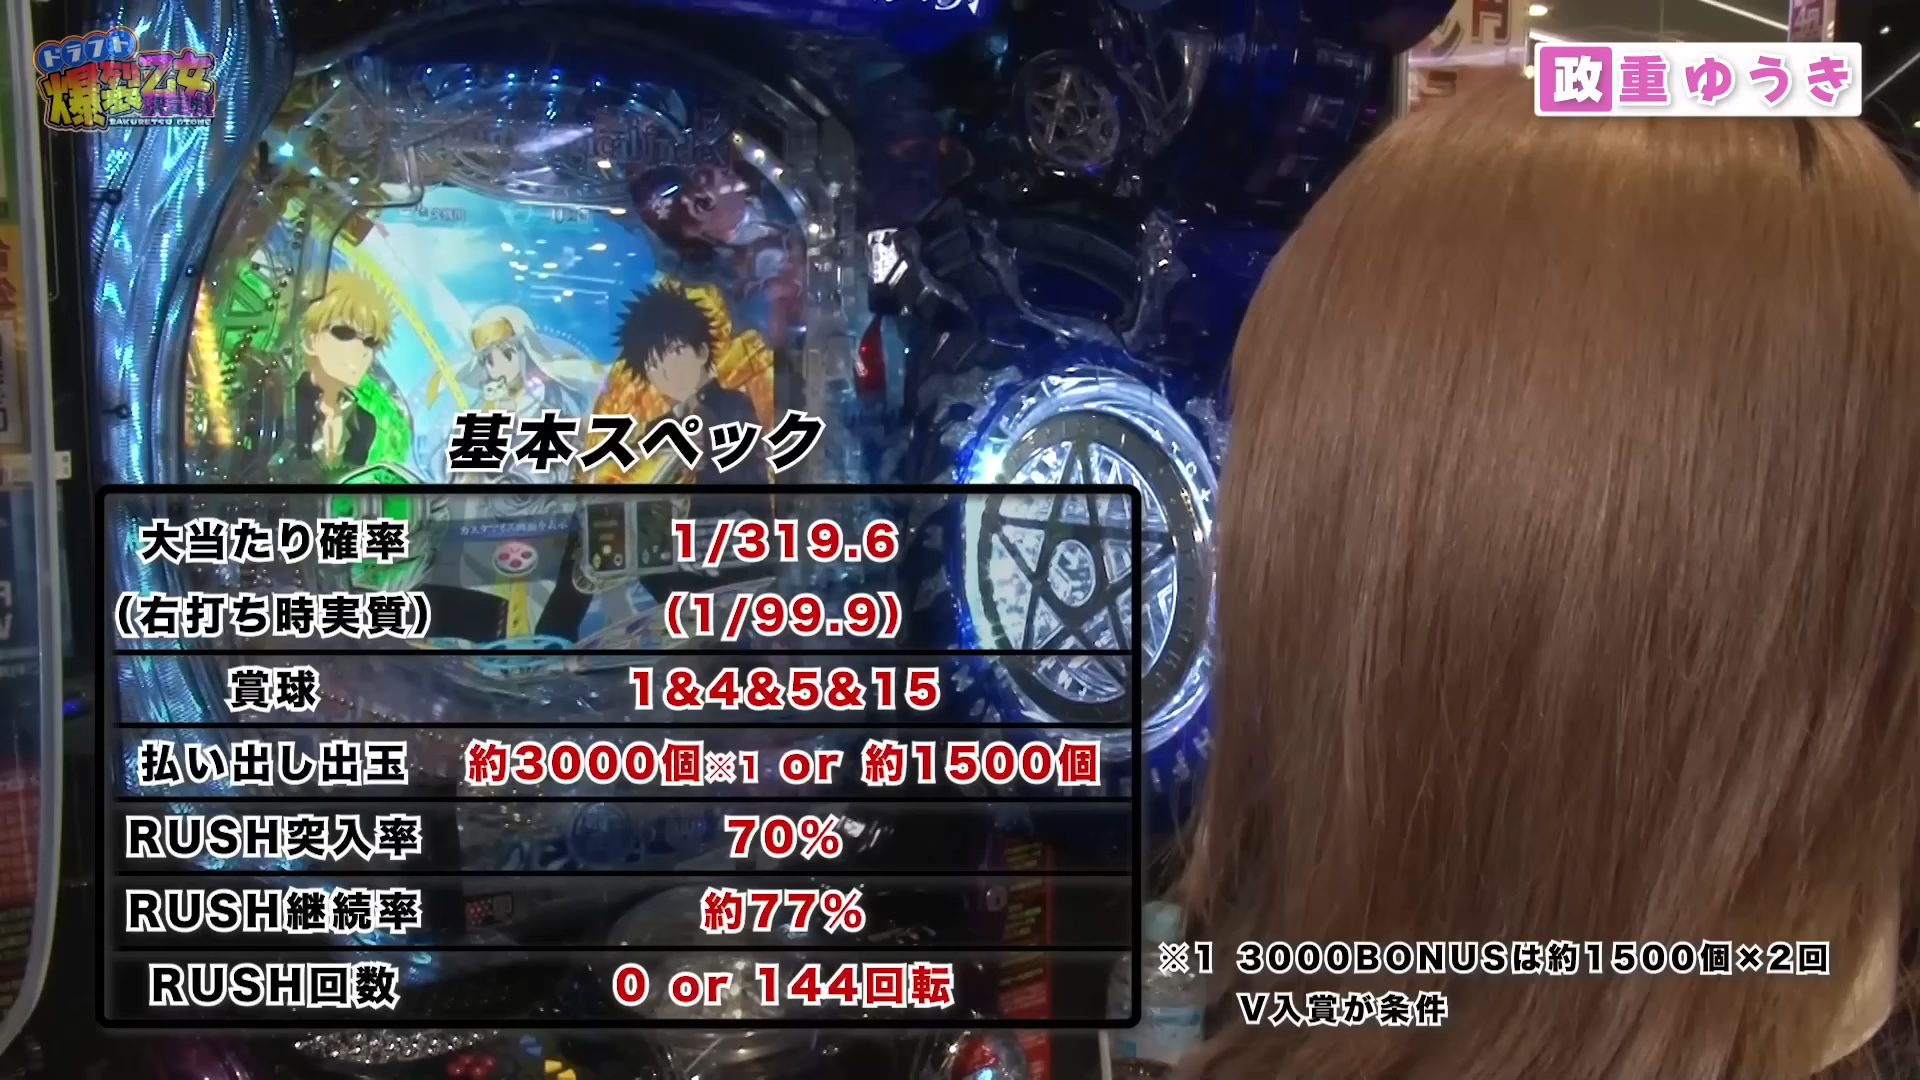 ドラフト
爆裂乙女
BAKURETSU OTOME
政重ゆうき
基本スペック
大当たり確率 1/319.6
(右打ち時実質) (1/99.9)
賞球 1&4&5&15
払い出し出玉 約3000個※1 or 約1500個
RUSH突入率 70%
RUSH継続率 約77%
RUSH回数 0 or 144回転
※1 3000BONUSは約1500個×2回
V入賞が条件